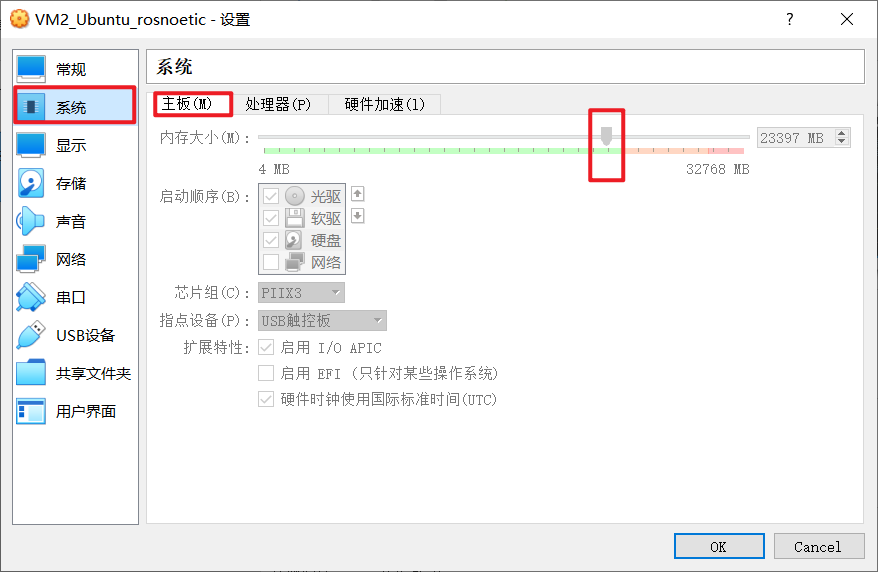 VM2_Ubuntu_rosnoetic - 设置
?
常规
系统
显示
存储
声音
网络
串口
USB设备
共享文件夹
用户界面
系统
主板(M) 处理器(P) 硬件加速(l)
内存大小(M): 23397 MB
4 MB 32768 MB
启动顺序(B): 光驱
软驱
硬盘
网络
芯片组(C): PIIX3
指点设备(P): USB触控板
扩展特性: 启用 I/O APIC
启用 EFI (只针对某些操作系统)
硬件时钟使用国际标准时间(UTC)
OK Cancel